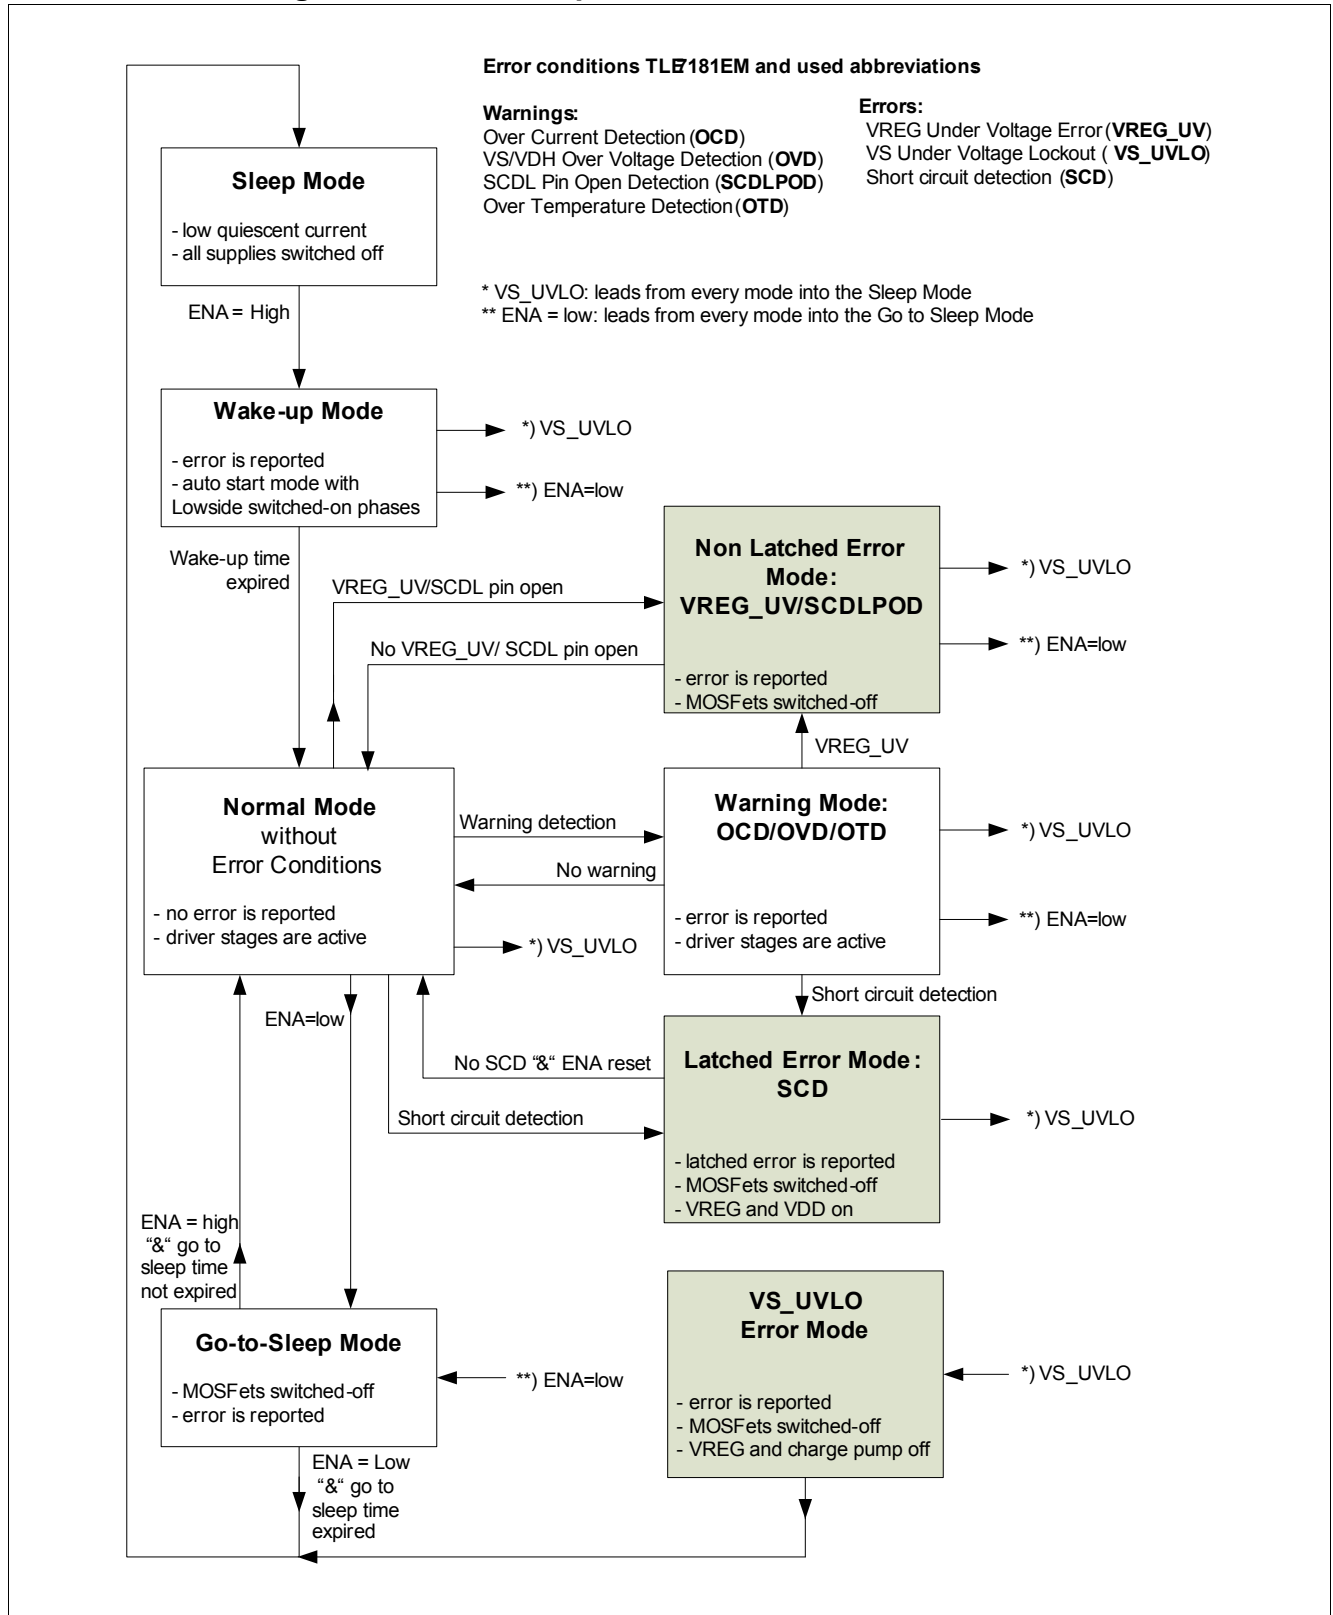 Error conditions TLE7181EM and used abbreviations
Warnings:
Over Current Detection (OCD)
VS/VDH Over Voltage Detection (OVD)
SCDL Pin Open Detection (SCDLPOD)
Over Temperature Detection (OTD)
Errors:
VREG Under Voltage Error (VREG_UV)
VS Under Voltage Lockout ( VS_UVLO)
Short circuit detection (SCD)
* VS_UVLO: leads from every mode into the Sleep Mode
** ENA = low: leads from every mode into the Go to Sleep Mode
Sleep Mode
- low quiescent current
- all supplies switched off
ENA = High
Wake-up Mode
- error is reported
- auto start mode with
Lowside switched-on phases
*) VS_UVLO
**) ENA=low
Wake-up time
expired
VREG_UV/SCDL pin open
No VREG_UV/ SCDL pin open
Non Latched Error
Mode:
VREG_UV/SCDLPOD
- error is reported
- MOSFets switched-off
*) VS_UVLO
**) ENA=low
VREG_UV
Normal Mode
without
Error Conditions
- no error is reported
- driver stages are active
Warning detection
No warning
*) VS_UVLO
Warning Mode:
OCD/OVD/OTD
- error is reported
- driver stages are active
*) VS_UVLO
**) ENA=low
ENA=low
Short circuit detection
No SCD “&“ ENA reset
Short circuit detection
Latched Error Mode:
SCD
- latched error is reported
- MOSFets switched-off
- VREG and VDD on
*) VS_UVLO
ENA = high
“&“ go to
sleep time
not expired
Go-to-Sleep Mode
- MOSFets switched-off
- error is reported
**) ENA=low
VS_UVLO
Error Mode
- error is reported
- MOSFets switched-off
- VREG and charge pump off
*) VS_UVLO
ENA = Low
“&“ go to
sleep time
expired